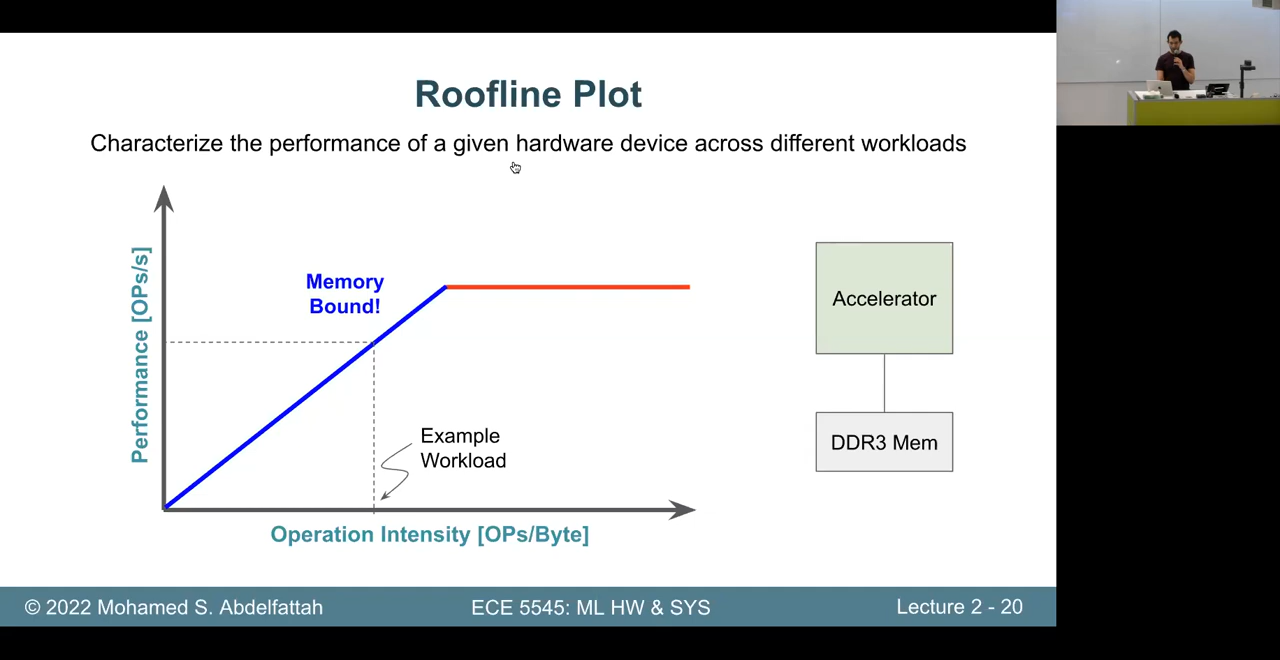 Roofline Plot
Characterize the performance of a given hardware device across different workloads
Performance [OPs/s]
Memory
Bound!
Example
Workload
Operation Intensity [OPs/Byte]
Accelerator
DDR3 Mem
© 2022 Mohamed S. Abdelfattah
ECE 5545: ML HW & SYS
Lecture 2 - 20